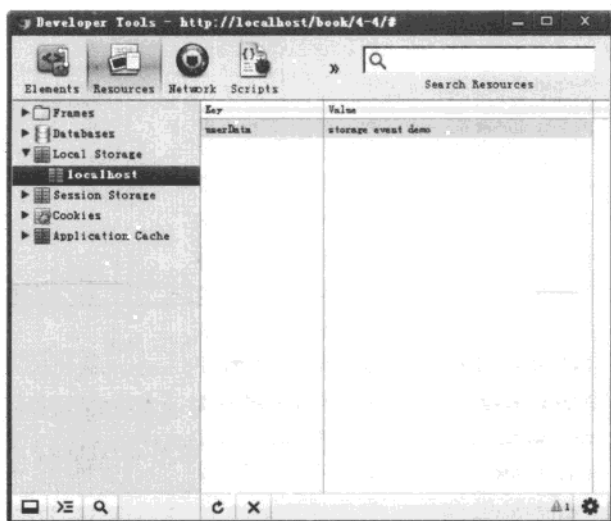 Developer Tools - http://localhost/book/4-4/#
Elements Resources Network Scripts » Search Resources
Frames
Databases
Local Storage
localhost
Session Storage
Cookies
Application Cache
Key Value
userData storage event demo
1